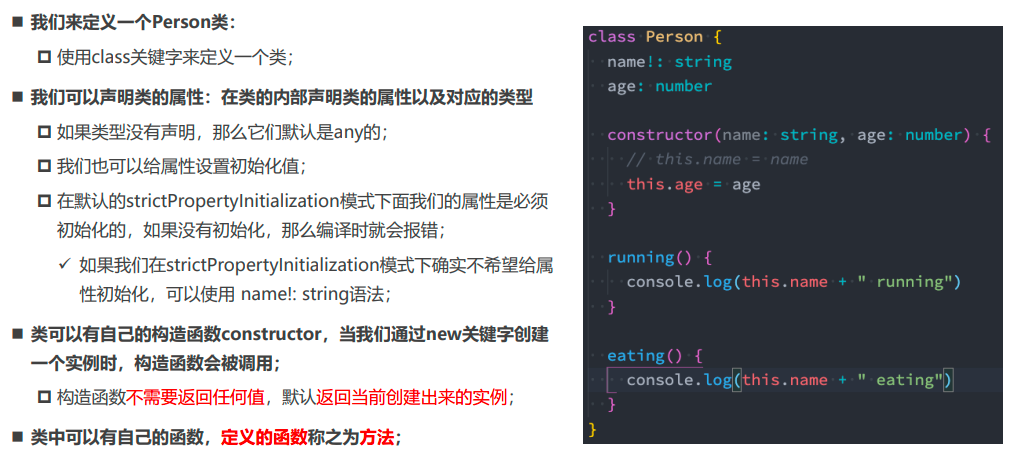 我们来定义一个Person类：
使用class关键字来定义一个类；
我们可以声明类的属性：在类的内部声明类的属性以及对应的类型
如果类型没有声明，那么它们默认是any的；
我们也可以给属性设置初始化值；
在默认的strictPropertyInitialization模式下面我们的属性是必须
初始化的，如果没有初始化，那么编译时就会报错；
如果我们在strictPropertyInitialization模式下确实不希望给属
性初始化，可以使用 name!: string语法；
类可以有自己的构造函数constructor，当我们通过new关键字创建
一个实例时，构造函数会被调用；
构造函数不需要返回任何值，默认返回当前创建出来的实例；
类中可以有自己的函数，定义的函数称之为方法；
class Person {
name!: string
age: number
constructor(name: string, age: number) {
// this.name = name
this.age = age
}
running() {
console.log(this.name + " running")
}
eating() {
console.log(this.name + " eating")
}
}